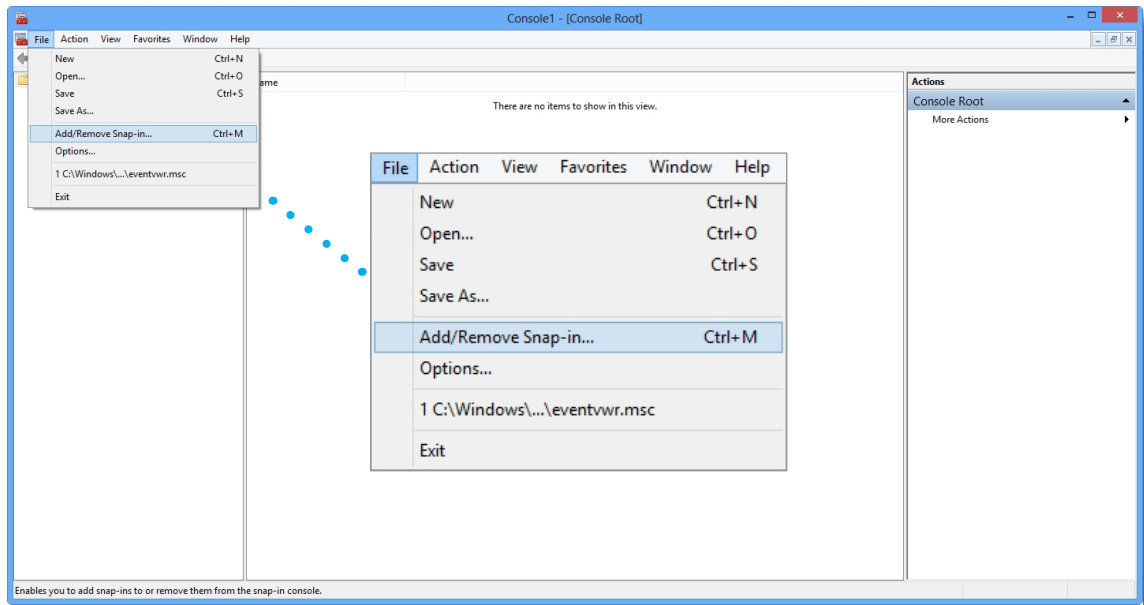 Console1 - [Console Root]
File Action View Favorites Window Help
New Ctrl+N
Open... Ctrl+O
Save Ctrl+S
Save As...
Add/Remove Snap-in... Ctrl+M
Options...
1 C:\Windows\...\eventvwr.msc
Exit
ame
There are no items to show in this view.
Actions
Console Root
More Actions
File Action View Favorites Window Help
New Ctrl+N
Open... Ctrl+O
Save Ctrl+S
Save As...
Add/Remove Snap-in... Ctrl+M
Options...
1 C:\Windows\...\eventvwr.msc
Exit
Enables you to add snap-ins to or remove them from the snap-in console.